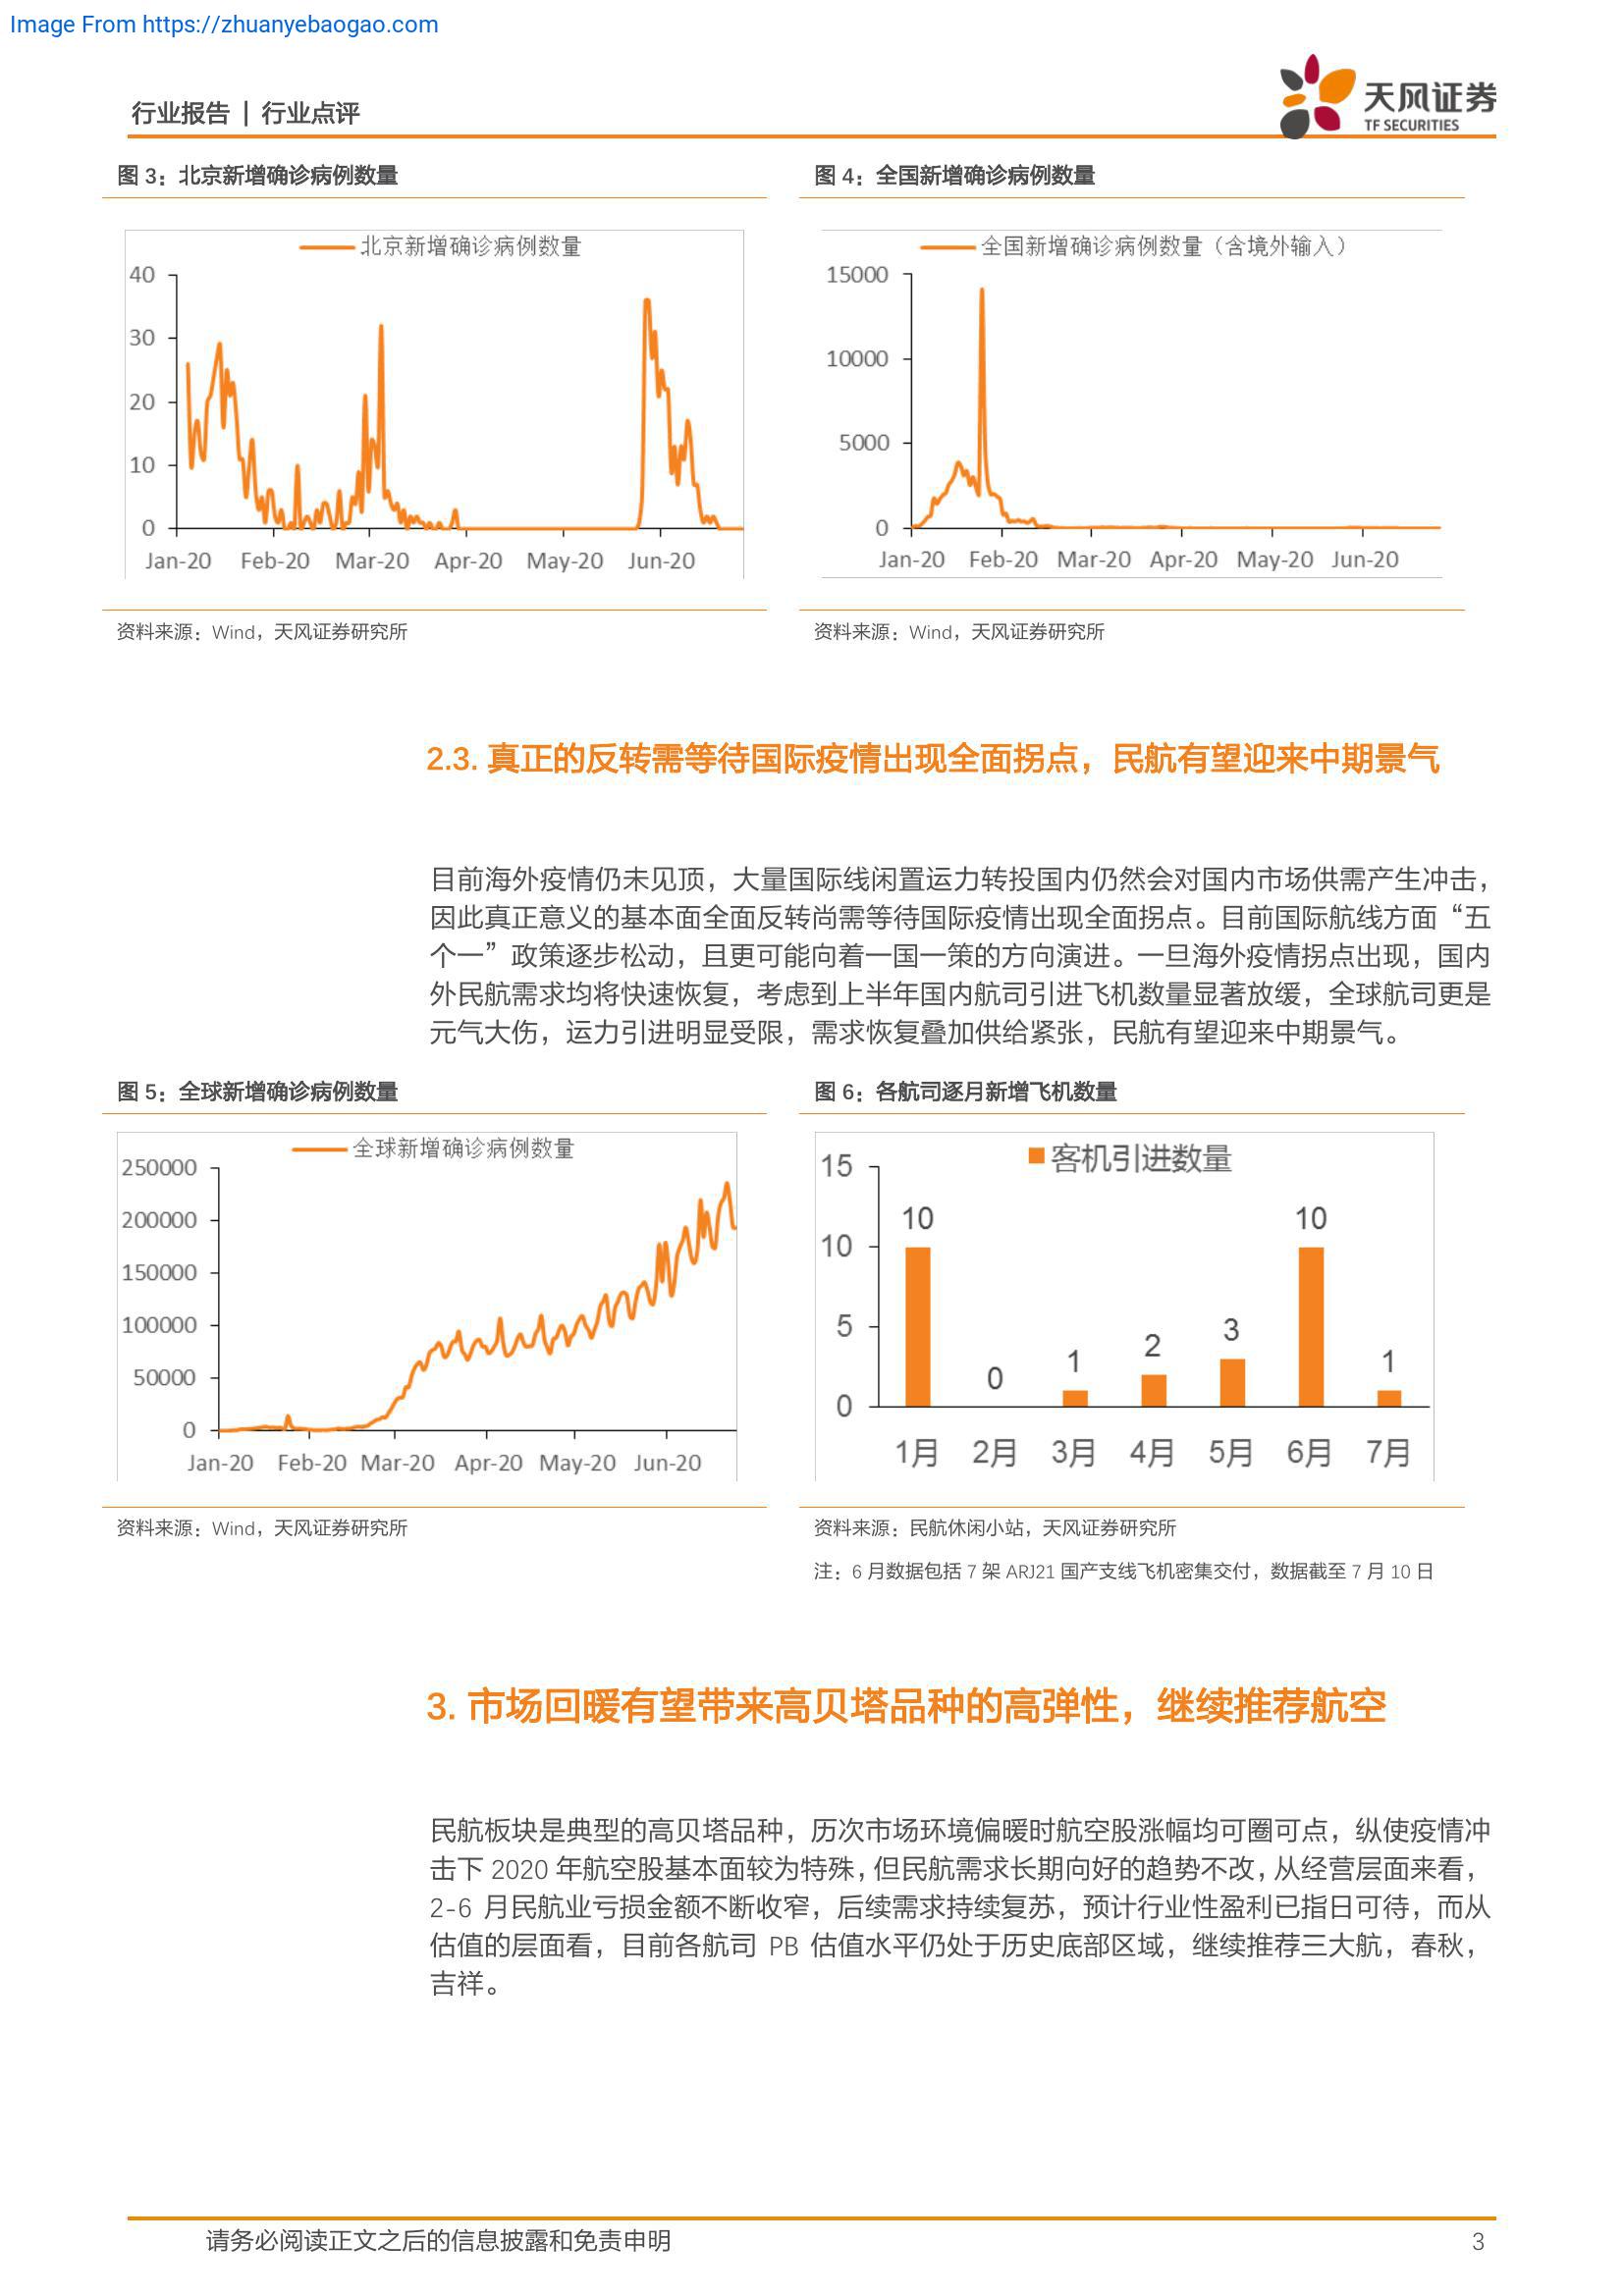 Image From https://zhuanyebaogao.com
行业报告 | 行业点评
天风证券
TF SECURITIES
图 3：北京新增确诊病例数量
图 4：全国新增确诊病例数量
北京新增确诊病例数量
40
30
20
10
0
Jan-20 Feb-20 Mar-20 Apr-20 May-20 Jun-20
全国新增确诊病例数量（含境外输入）
15000
10000
5000
0
Jan-20 Feb-20 Mar-20 Apr-20 May-20 Jun-20
资料来源：Wind，天风证券研究所
资料来源：Wind，天风证券研究所
2.3. 真正的反转需等待国际疫情出现全面拐点，民航有望迎来中期景气
目前海外疫情仍未见顶，大量国际线闲置运力转投国内仍然会对国内市场供需产生冲击，
因此真正意义的基本面全面反转尚需等待国际疫情出现全面拐点。目前国际航线方面“五
个一”政策逐步松动，且更可能向着一国一策的方向演进。一旦海外疫情拐点出现，国内
外民航需求均将快速恢复，考虑到上半年国内航司引进飞机数量显著放缓，全球航司更是
元气大伤，运力引进明显受限，需求恢复叠加供给紧张，民航有望迎来中期景气。
图 5：全球新增确诊病例数量
图 6：各航司逐月新增飞机数量
全球新增确诊病例数量
250000
200000
150000
100000
50000
0
Jan-20 Feb-20 Mar-20 Apr-20 May-20 Jun-20
客机引进数量
15
10
5
0
10 0 1 2 3 10 1
1月 2月 3月 4月 5月 6月 7月
资料来源：Wind，天风证券研究所
资料来源：民航休闲小站，天风证券研究所
注：6 月数据包括 7 架 ARJ21 国产支线飞机密集交付，数据截至 7 月 10 日
3. 市场回暖有望带来高贝塔品种的高弹性，继续推荐航空
民航板块是典型的高贝塔品种，历次市场环境偏暖时航空股涨幅均可圈可点，纵使疫情冲
击下 2020 年航空股基本面较为特殊，但民航需求长期向好的趋势不改，从经营层面来看，
2-6 月民航业亏损金额不断收窄，后续需求持续复苏，预计行业性盈利已指日可待，而从
估值的层面看，目前各航司 PB 估值水平仍处于历史底部区域，继续推荐三大航，春秋，
吉祥。
请务必阅读正文之后的信息披露和免责申明
3